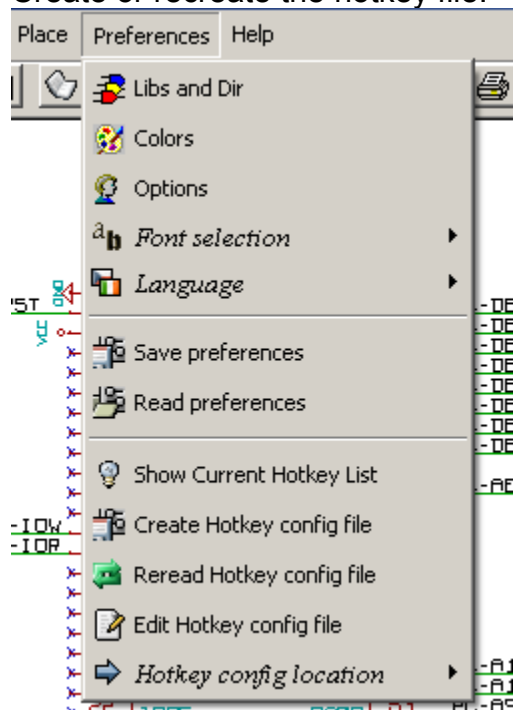 Create or recreate the hotkey file.
Place Preferences Help
Libs and Dir
Colors
Options
Font selection
Language
Save preferences
Read preferences
Show Current Hotkey List
Create Hotkey config file
Reread Hotkey config file
Edit Hotkey config file
Hotkey config location
VCC
-IOW
-IOR